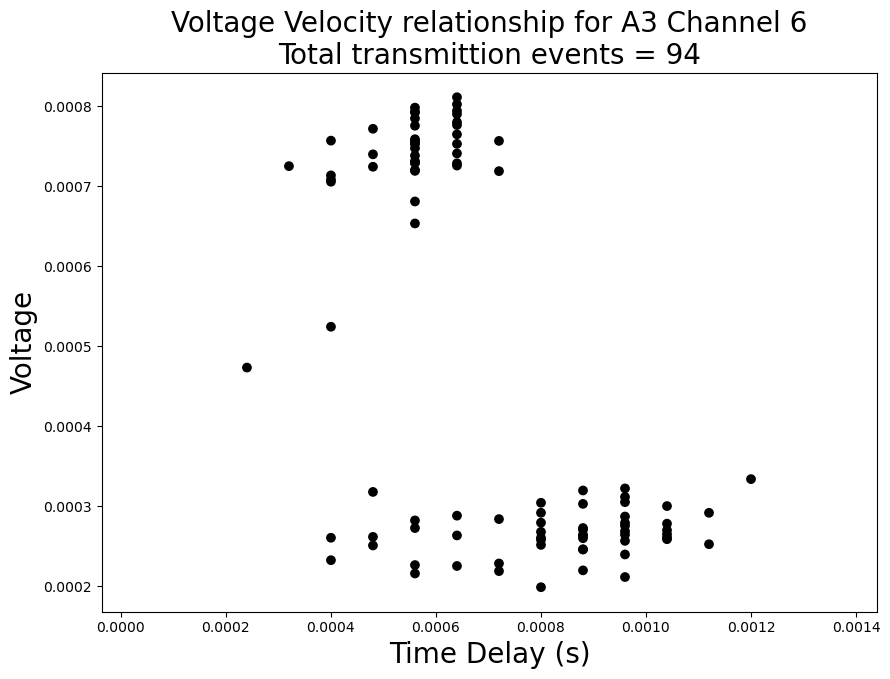 Voltage Velocity relationship for A3 Channel 6
Total transmittion events = 94
0.0008
0.0007
0.0006
0.0005
0.0004
0.0003
0.0002
Voltage
0.0000 0.0002 0.0004 0.0006 0.0008 0.0010 0.0012 0.0014
Time Delay (s)